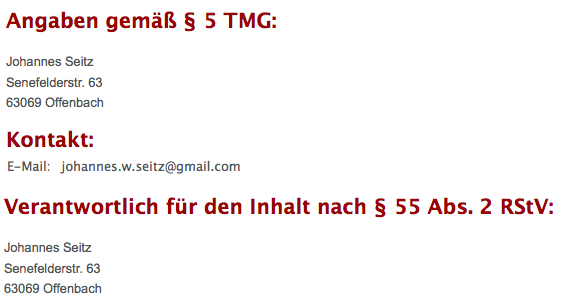 Angaben gemäß § 5 TMG:
Johannes Seitz
Senefelderstr. 63
63069 Offenbach
Kontakt:
E-Mail: johannes.w.seitz@gmail.com
Verantwortlich für den Inhalt nach § 55 Abs. 2 RStV:
Johannes Seitz
Senefelderstr. 63
63069 Offenbach